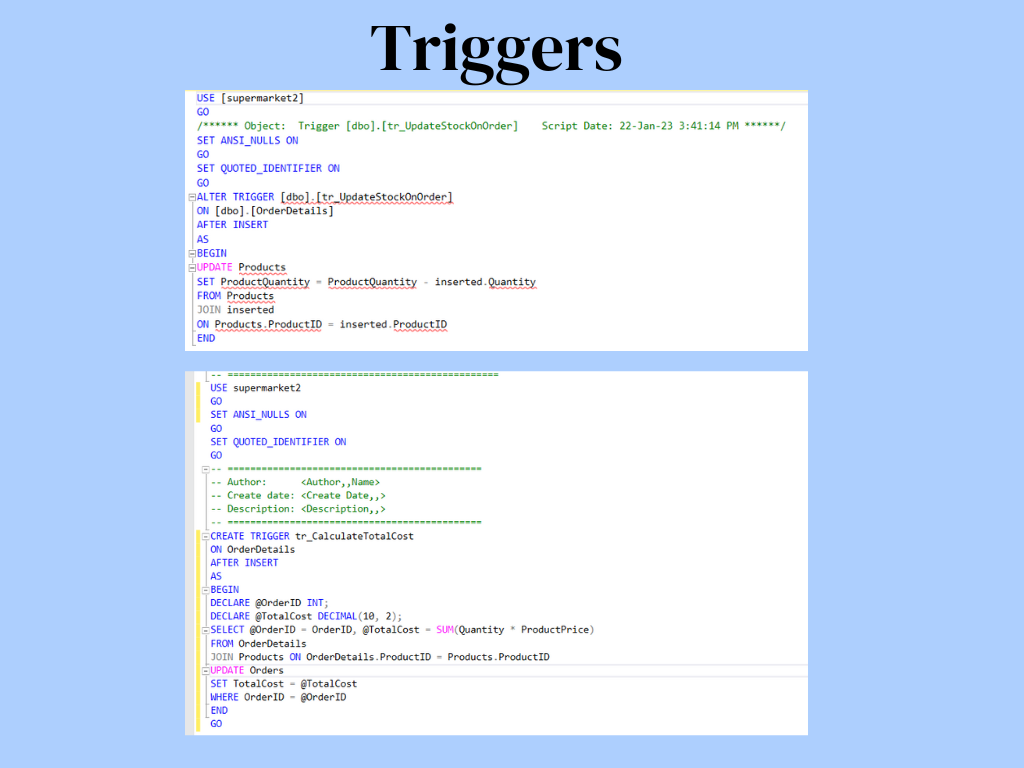 Triggers
USE [supermarket2]
GO
/****** Object:  Trigger [dbo].[tr_UpdateStockOnOrder]    Script Date: 22-Jan-23 3:41:14 PM ******/
SET ANSI_NULLS ON
GO
SET QUOTED_IDENTIFIER ON
GO
ALTER TRIGGER [dbo].[tr_UpdateStockOnOrder]
ON [dbo].[OrderDetails]
AFTER INSERT
AS
BEGIN
UPDATE Products
SET ProductQuantity = ProductQuantity - inserted.Quantity
FROM Products
JOIN inserted
ON Products.ProductID = inserted.ProductID
END
-- ================================================
USE supermarket2
GO
SET ANSI_NULLS ON
GO
SET QUOTED_IDENTIFIER ON
GO
-- =============================================
-- Author:      <Author,,Name>
-- Create date: <Create Date,,>
-- Description: <Description,,>
-- =============================================
CREATE TRIGGER tr_CalculateTotalCost
ON OrderDetails
AFTER INSERT
AS
BEGIN
DECLARE @OrderID INT;
DECLARE @TotalCost DECIMAL(10, 2);
SELECT @OrderID = OrderID, @TotalCost = SUM(Quantity * ProductPrice)
FROM OrderDetails
JOIN Products ON OrderDetails.ProductID = Products.ProductID
UPDATE Orders
SET TotalCost = @TotalCost
WHERE OrderID = @OrderID
END
GO